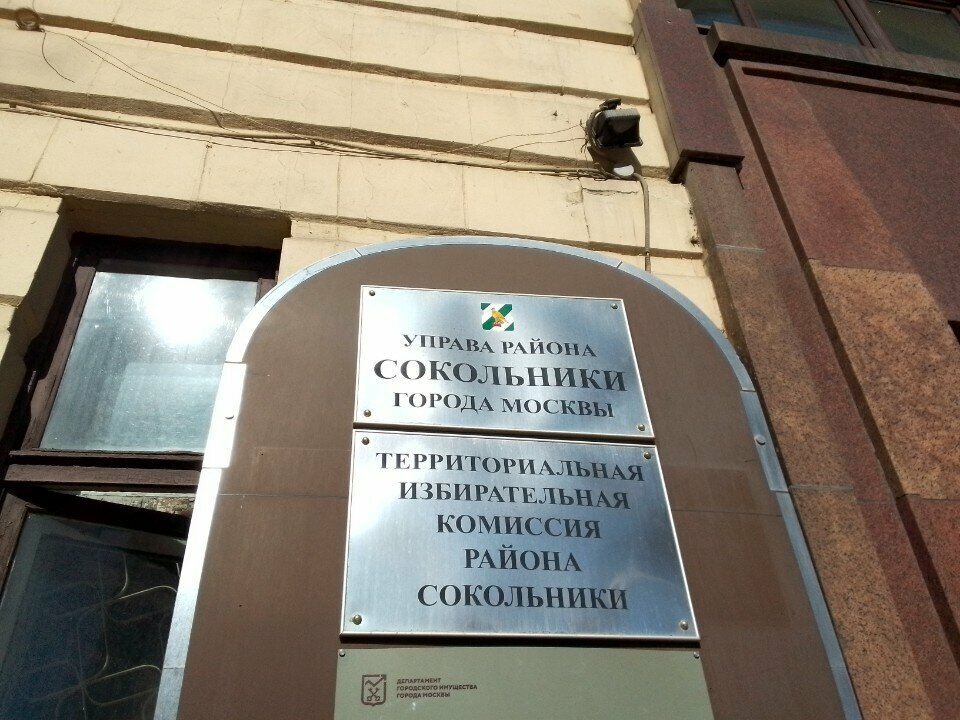 УПРАВА РАЙОНА
СОКОЛЬНИКИ
ГОРОДА МОСКВЫ
ТЕРРИТОРИАЛЬНАЯ
ИЗБИРАТЕЛЬНАЯ
КОМИССИЯ
РАЙОНА
СОКОЛЬНИКИ
ДЕПАРТАМЕНТ
ГОРОДСКОГО ИМУЩЕСТВА
ГОРОДА МОСКВЫ